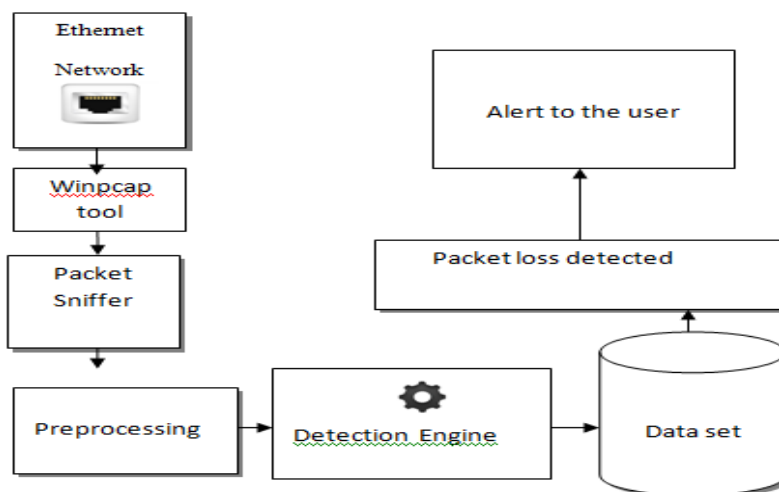 Ethernet
Network
Winpcap
tool
Packet
Sniffer
Preprocessing
Detection Engine
Data set
Packet loss detected
Alert to the user